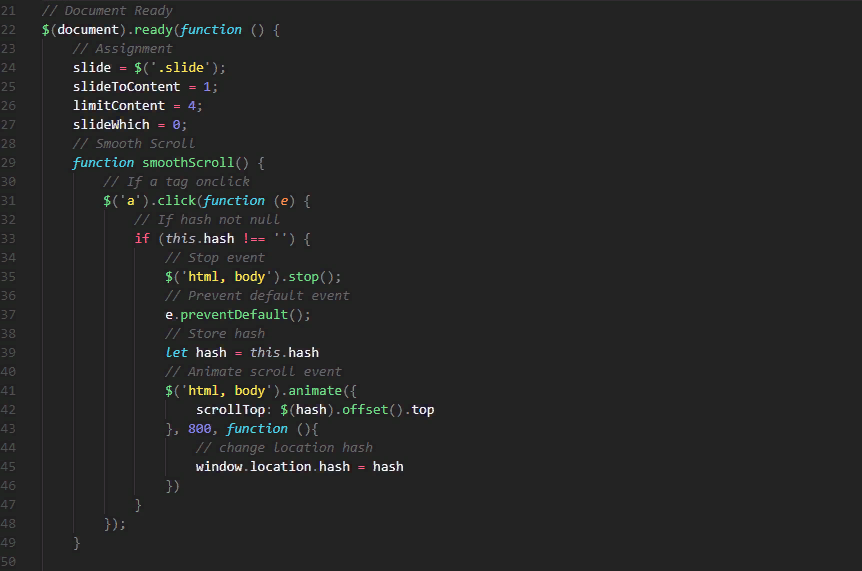 21 // Document Ready
22 $(document).ready(function () {
23     // Assignment
24     slide = $('.slide');
25     slideToContent = 1;
26     limitContent = 4;
27     slideWhich = 0;
28     // Smooth Scroll
29     function smoothScroll() {
30         // If a tag onclick
31         $('a').click(function (e) {
32             // If hash not null
33             if (this.hash !== '') {
34                 // Stop event
35                 $('html, body').stop();
36                 // Prevent default event
37                 e.preventDefault();
38                 // Store hash
39                 let hash = this.hash
40                 // Animate scroll event
41                 $('html, body').animate({
42                     scrollTop: $(hash).offset().top
43                 }, 800, function (){
44                     // change location hash
45                     window.location.hash = hash
46                 })
47             }
48         });
49     }
50